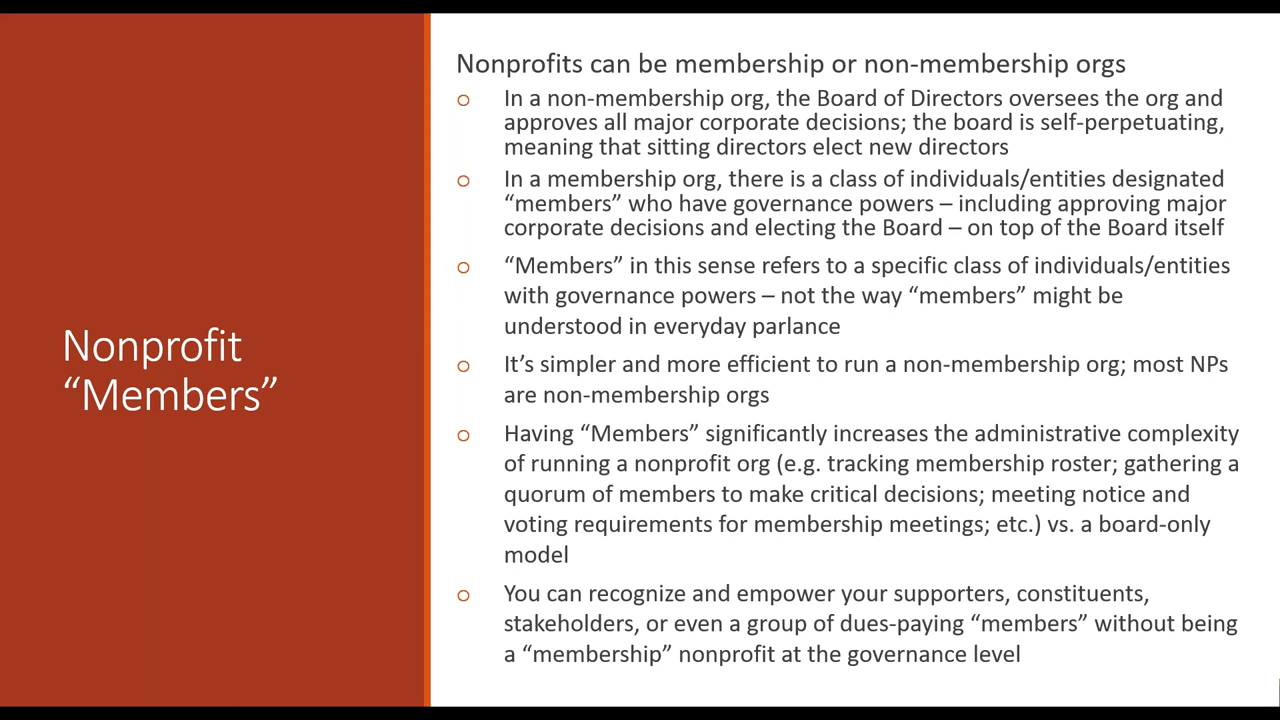 Nonprofit
“Members”
Nonprofits can be membership or non-membership orgs
o In a non-membership org, the Board of Directors oversees the org and
approves all major corporate decisions; the board is self-perpetuating,
meaning that sitting directors elect new directors
o In a membership org, there is a class of individuals/entities designated
“members” who have governance powers – including approving major
corporate decisions and electing the Board – on top of the Board itself
o “Members” in this sense refers to a specific class of individuals/entities
with governance powers – not the way “members” might be
understood in everyday parlance
o It’s simpler and more efficient to run a non-membership org; most NPs
are non-membership orgs
o Having “Members” significantly increases the administrative complexity
of running a nonprofit org (e.g. tracking membership roster; gathering a
quorum of members to make critical decisions; meeting notice and
voting requirements for membership meetings; etc.) vs. a board-only
model
o You can recognize and empower your supporters, constituents,
stakeholders, or even a group of dues-paying “members” without being
a “membership” nonprofit at the governance level